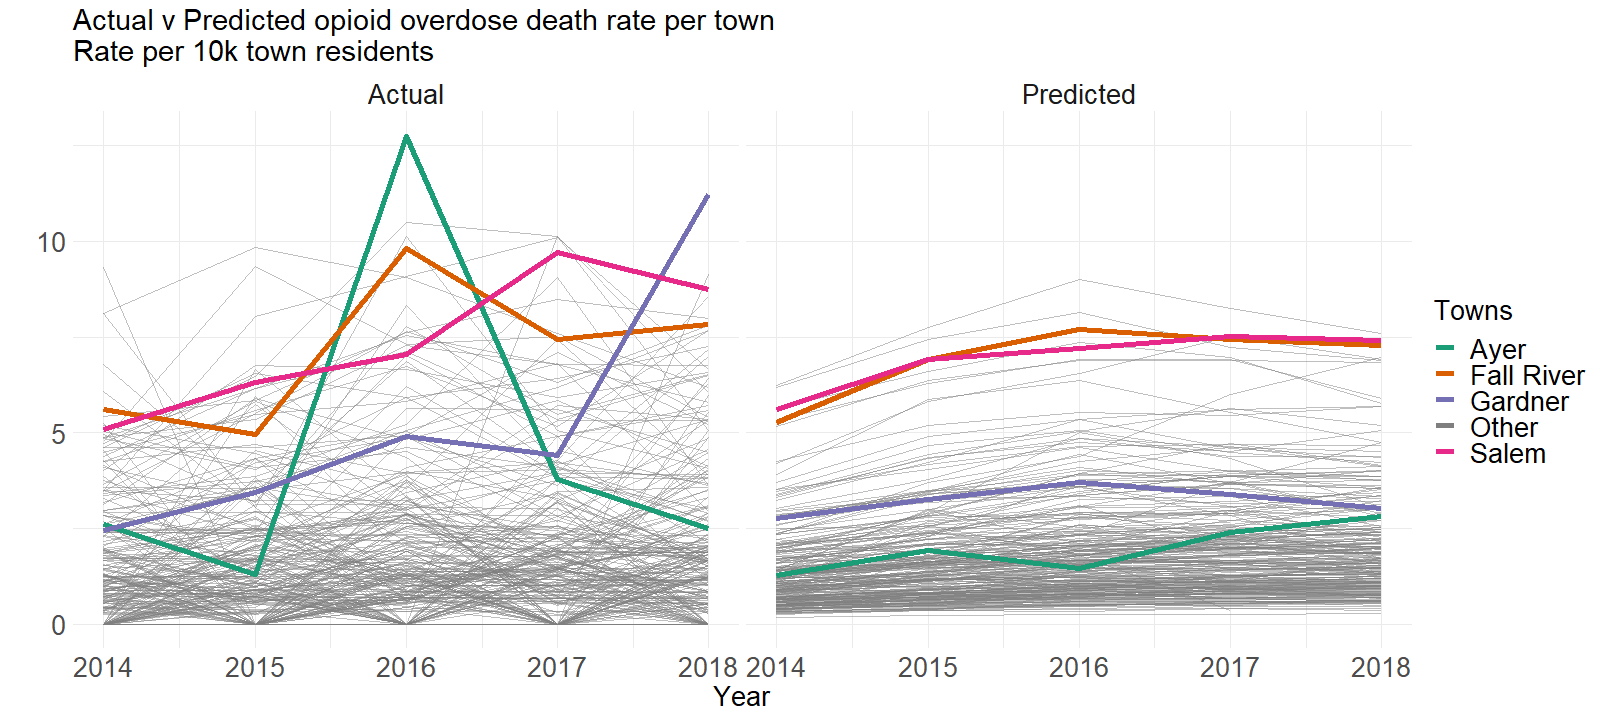 Actual v Predicted opioid overdose death rate per town
Rate per 10k town residents
Actual
Predicted
10
5
0
2014 2015 2016 2017 2018
2014 2015 2016 2017 2018
Year
Towns
Ayer
Fall River
Gardner
Other
Salem